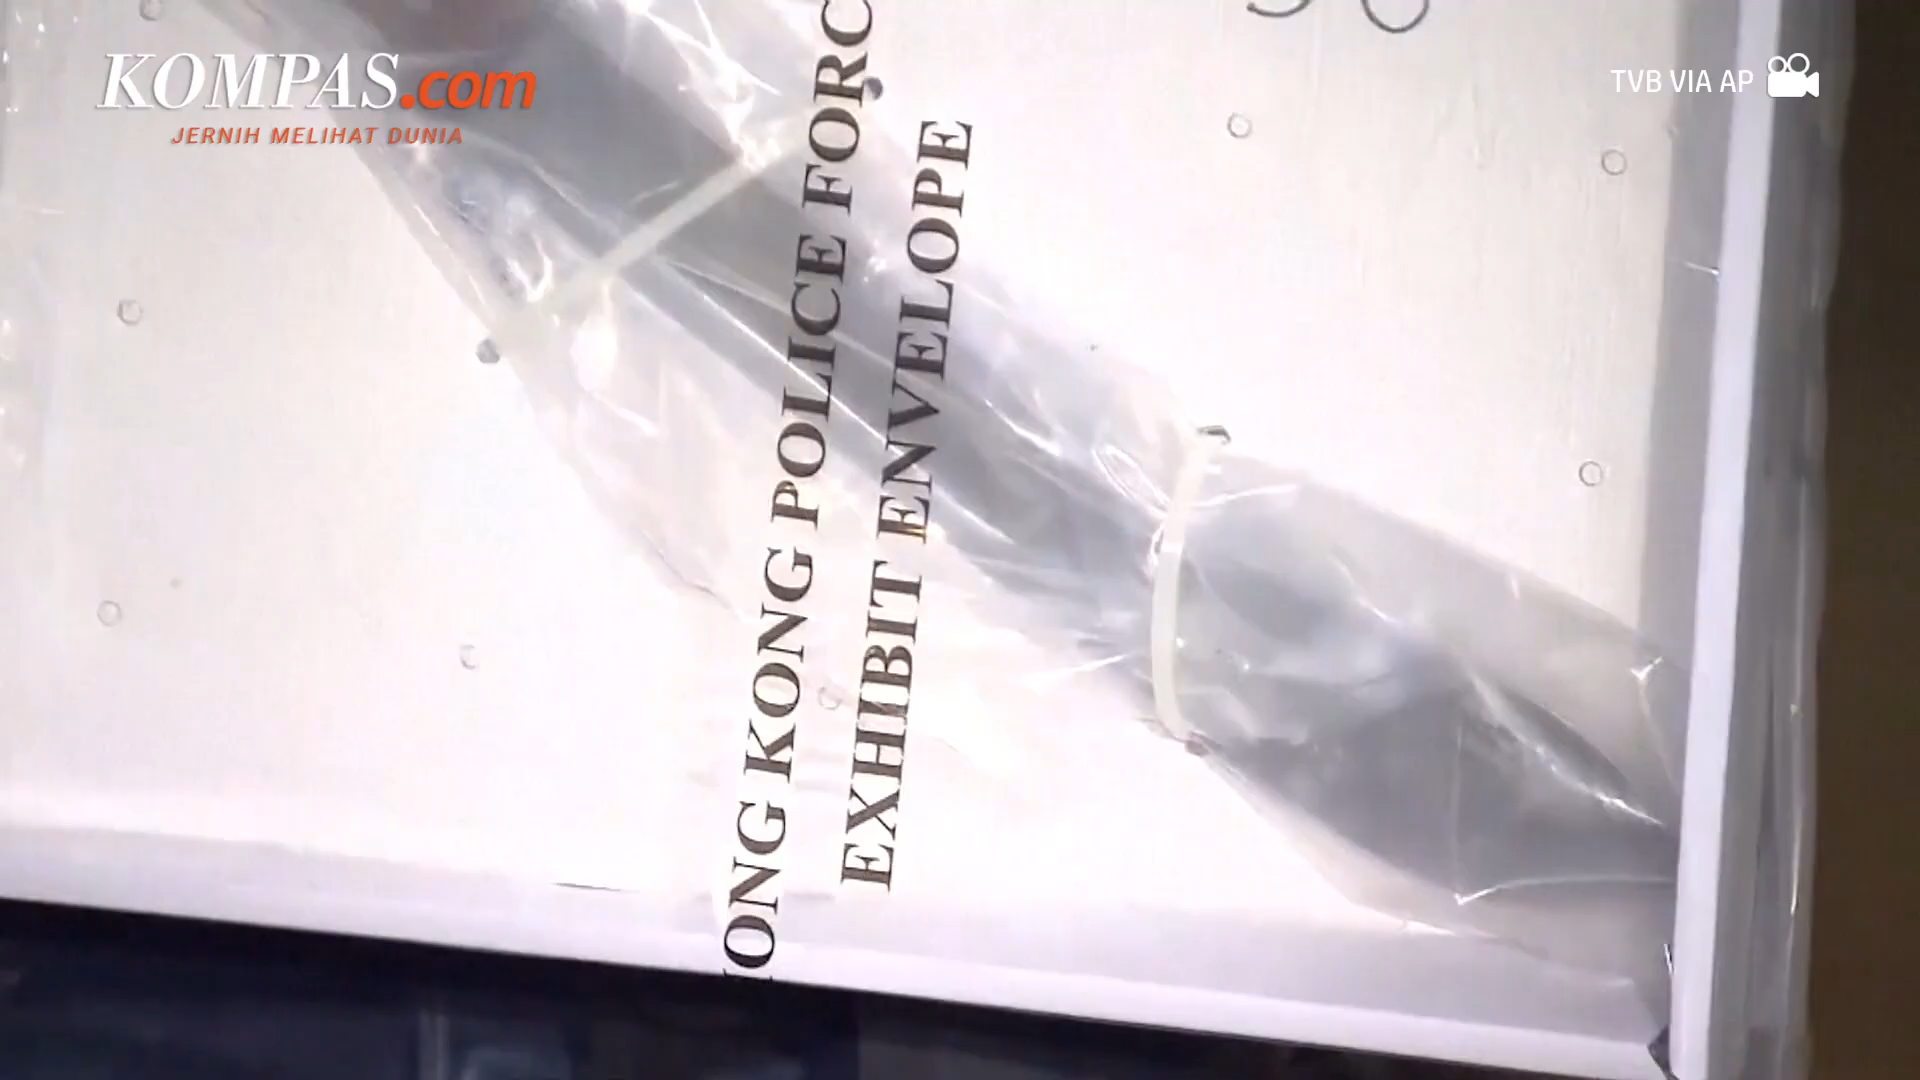 KOMPAS.com
JERNIH MELIHAT DUNIA
TVB VIA AP
ONG KONG POLICE FORC
EXHIBIT ENVELOPE